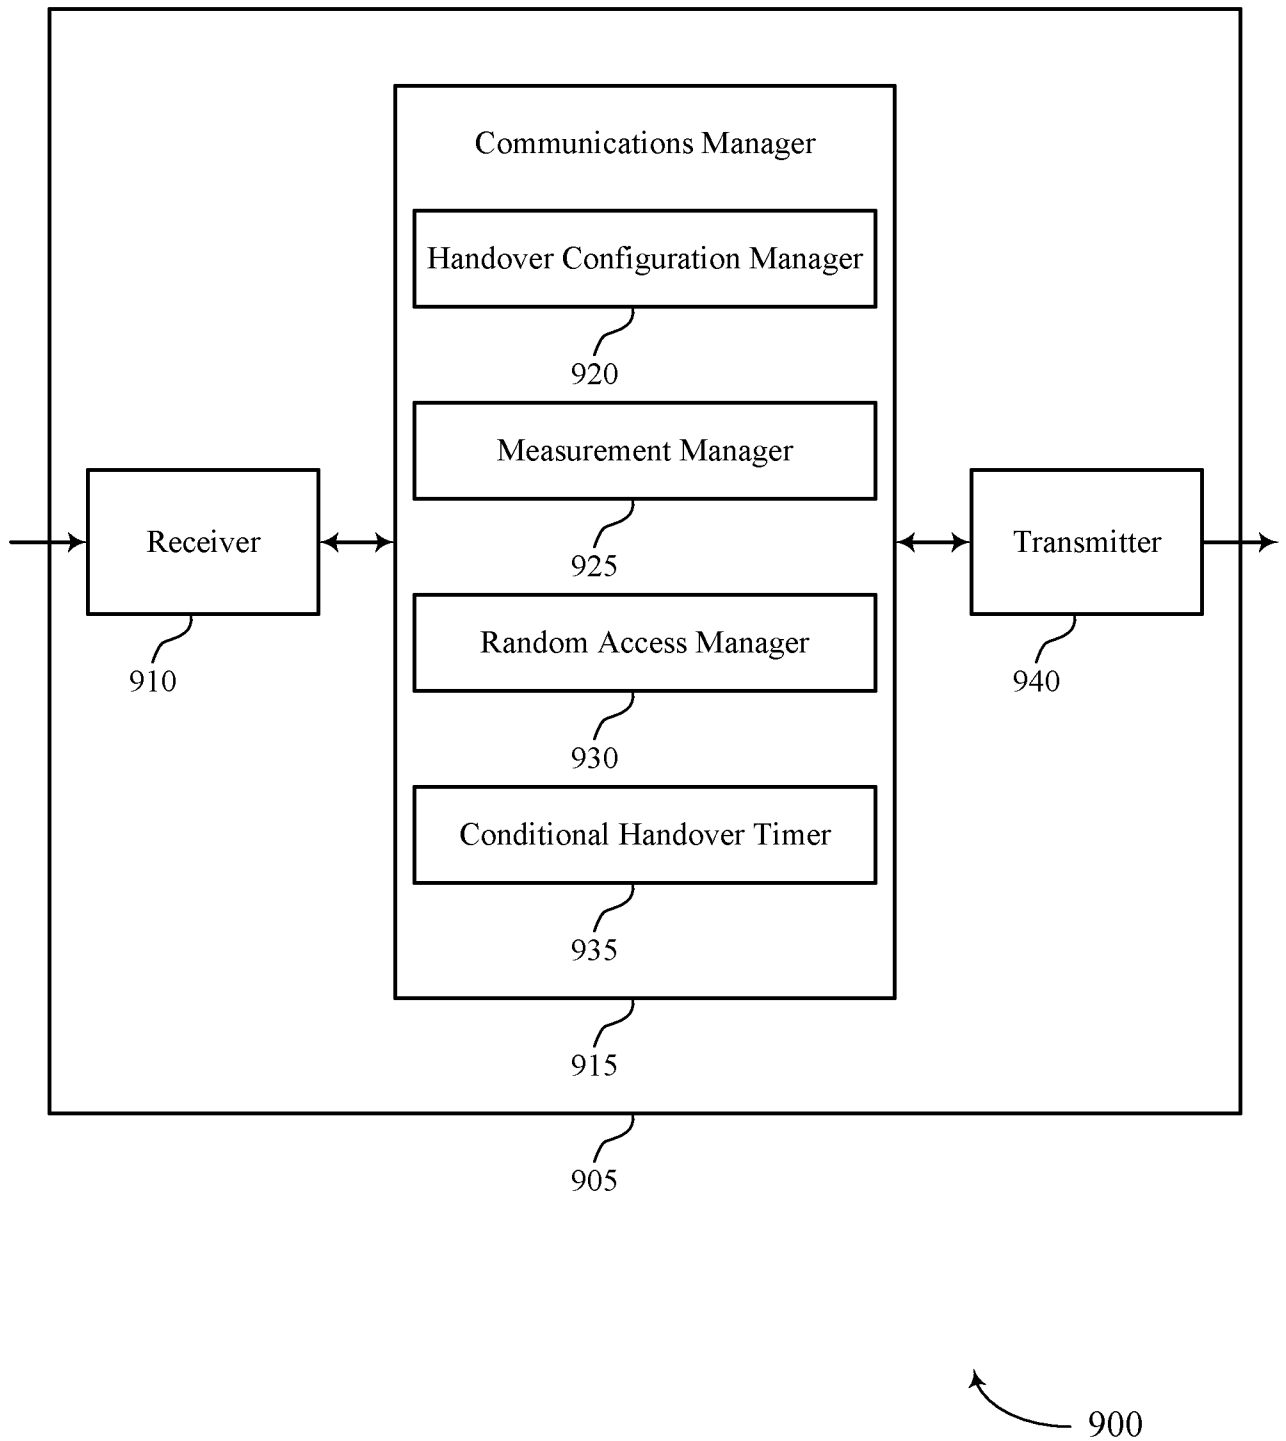 Communications Manager
Handover Configuration Manager
920
Measurement Manager
925
Receiver
910
Transmitter
940
Random Access Manager
930
Conditional Handover Timer
935
915
905
900